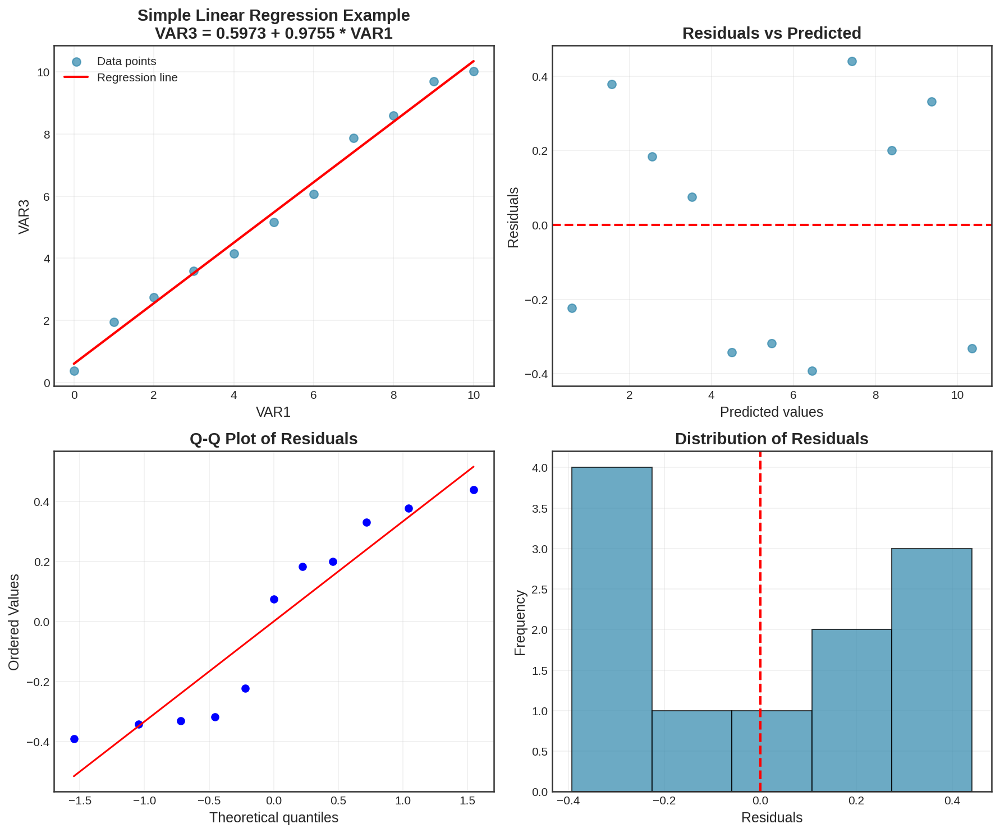 Simple Linear Regression Example
VAR3 = 0.5973 + 0.9755 * VAR1
Data points
Regression line
10
8
6
4
2
0
VAR3
0 2 4 6 8 10
VAR1
Residuals vs Predicted
0.4
0.2
0.0
−0.2
−0.4
Residuals
2 4 6 8 10
Predicted values
Q-Q Plot of Residuals
0.4
0.2
0.0
−0.2
−0.4
Ordered Values
−1.5 −1.0 −0.5 0.0 0.5 1.0 1.5
Theoretical quantiles
Distribution of Residuals
4.0
3.5
3.0
2.5
2.0
1.5
1.0
0.5
0.0
Frequency
−0.4 −0.2 0.0 0.2 0.4
Residuals